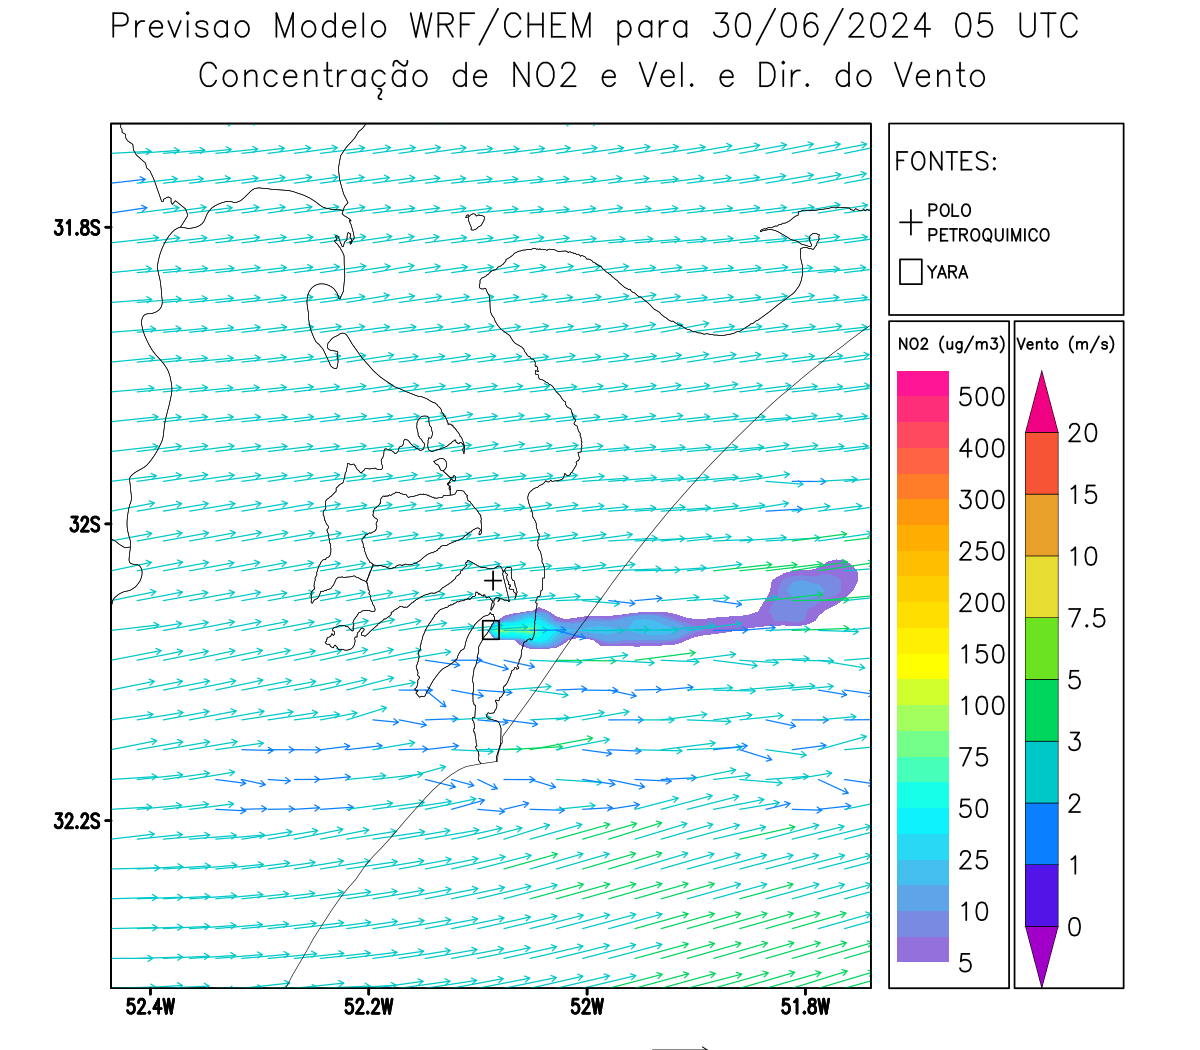 Previsao Modelo WRF/CHEM para 30/06/2024 05 UTC
Concentração de NO2 e Vel. e Dir. do Vento
FONTES:
POLO
PETROQUIMICO
YARA
NO2 (ug/m3)
500
400
300
250
200
150
100
75
50
25
10
5
Vento (m/s)
20
15
10
7.5
5
3
2
1
0
31.8S
32S
32.2S
52.4W
52.2W
52W
51.8W